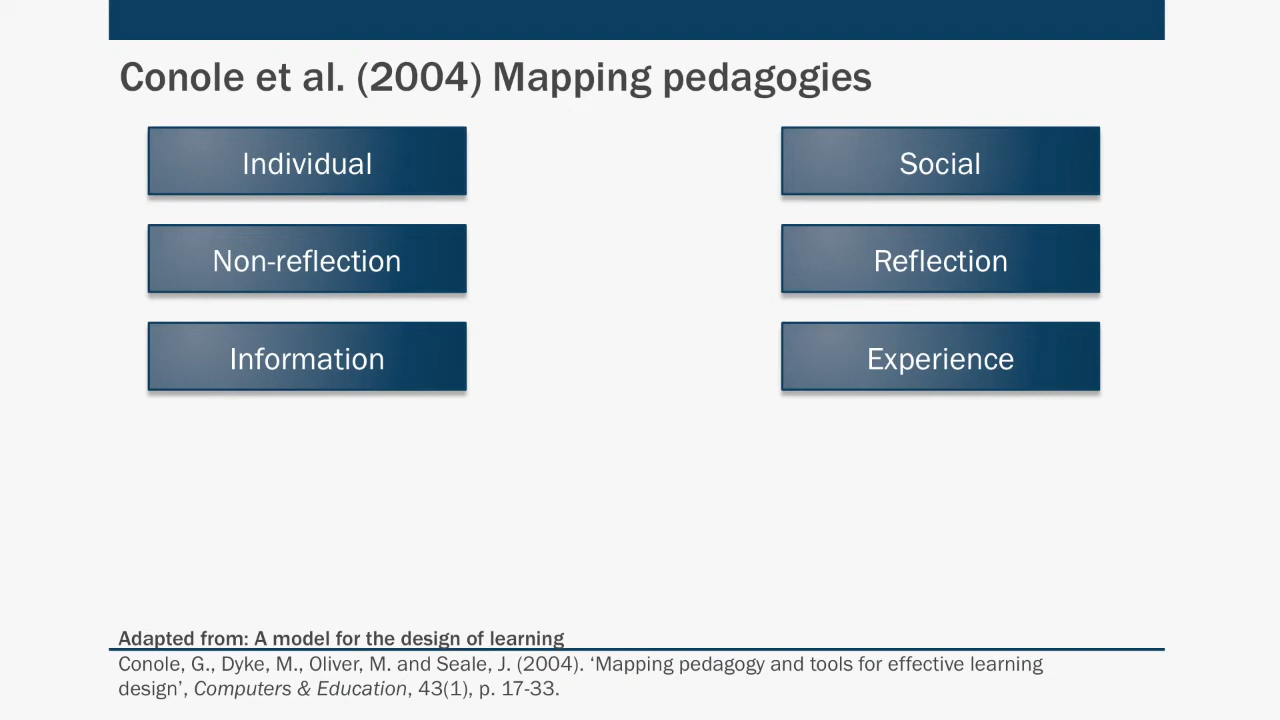 Conole et al. (2004) Mapping pedagogies
Individual
Social
Non-reflection
Reflection
Information
Experience
Adapted from: A model for the design of learning
Conole, G., Dyke, M., Oliver, M. and Seale, J. (2004). ‘Mapping pedagogy and tools for effective learning
design’, Computers & Education, 43(1), p. 17-33.